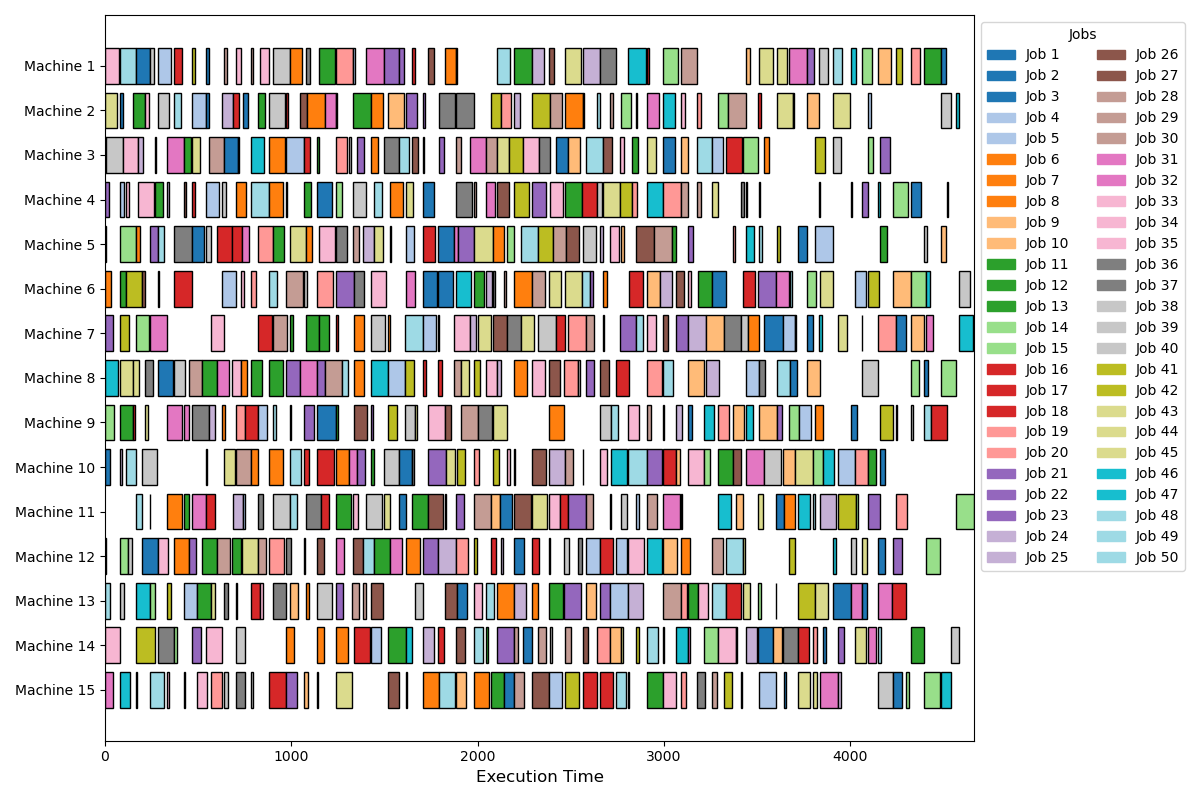 Machine 1
Machine 2
Machine 3
Machine 4
Machine 5
Machine 6
Machine 7
Machine 8
Machine 9
Machine 10
Machine 11
Machine 12
Machine 13
Machine 14
Machine 15
0 1000 2000 3000 4000
Execution Time
Jobs
Job 1 Job 26
Job 2 Job 27
Job 3 Job 28
Job 4 Job 29
Job 5 Job 30
Job 6 Job 31
Job 7 Job 32
Job 8 Job 33
Job 9 Job 34
Job 10 Job 35
Job 11 Job 36
Job 12 Job 37
Job 13 Job 38
Job 14 Job 39
Job 15 Job 40
Job 16 Job 41
Job 17 Job 42
Job 18 Job 43
Job 19 Job 44
Job 20 Job 45
Job 21 Job 46
Job 22 Job 47
Job 23 Job 48
Job 24 Job 49
Job 25 Job 50